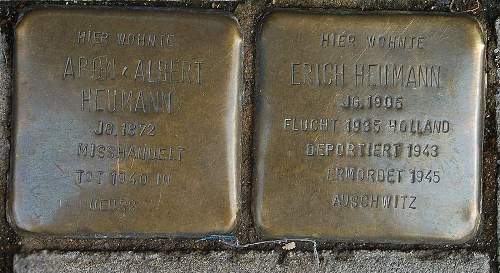 HIER WOHNTE
ARON ALBERT
HEUMANN
JG. 1872
MISSHANDELT
TOT 1940 IN
NEUSS
HIER WOHNTE
ERICH HEUMANN
JG. 1905
FLUCHT 1935 HOLLAND
DEPORTIERT 1943
ERMORDET 1945
AUSCHWITZ